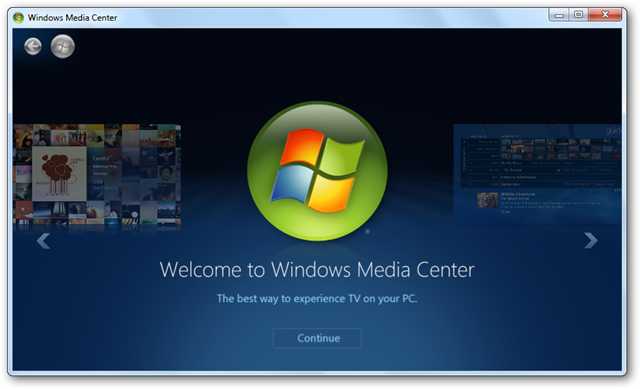 Windows Media Center
Welcome to Windows Media Center
The best way to experience TV on your PC.
Continue